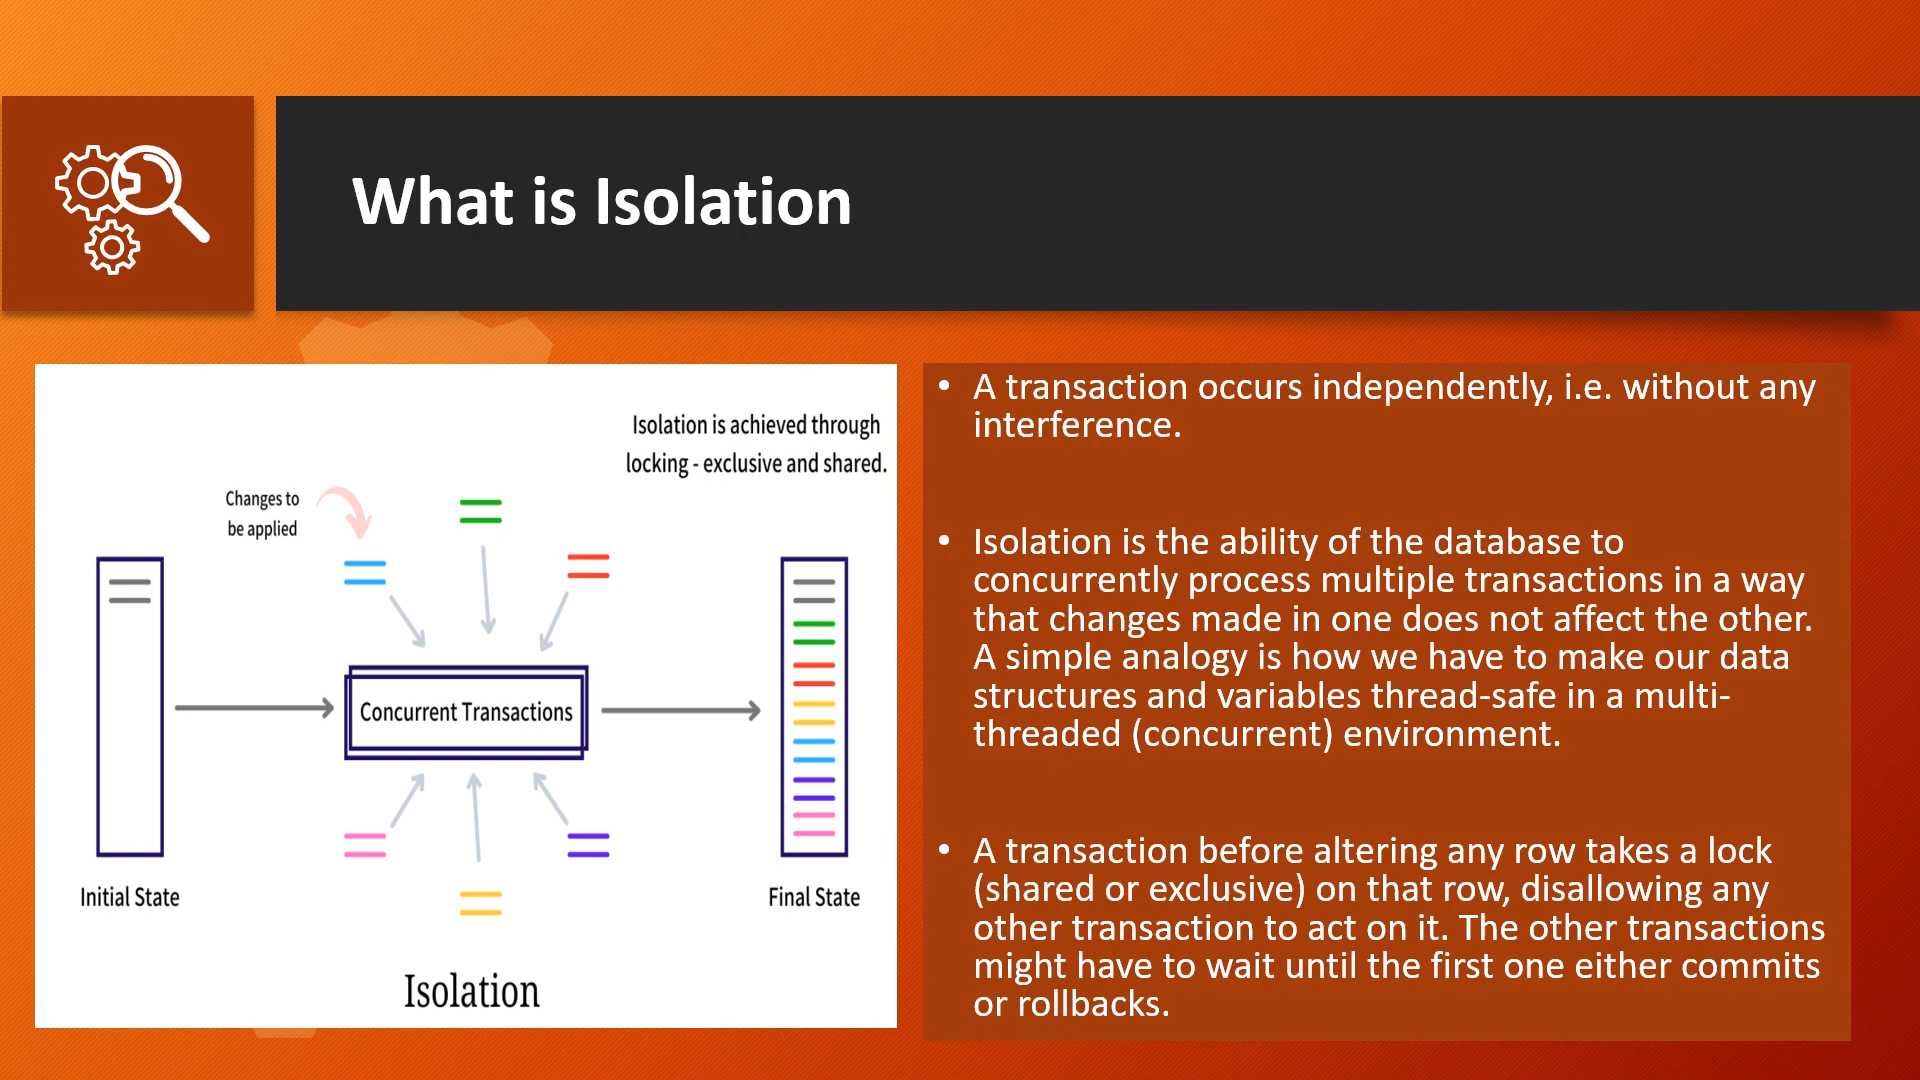 What is Isolation
Isolation is achieved through
locking - exclusive and shared.
Changes to
be applied
Concurrent Transactions
Initial State
Final State
Isolation
• A transaction occurs independently, i.e. without any
interference.
• Isolation is the ability of the database to
concurrently process multiple transactions in a way
that changes made in one does not affect the other.
A simple analogy is how we have to make our data
structures and variables thread-safe in a multi-
threaded (concurrent) environment.
• A transaction before altering any row takes a lock
(shared or exclusive) on that row, disallowing any
other transaction to act on it. The other transactions
might have to wait until the first one either commits
or rollbacks.